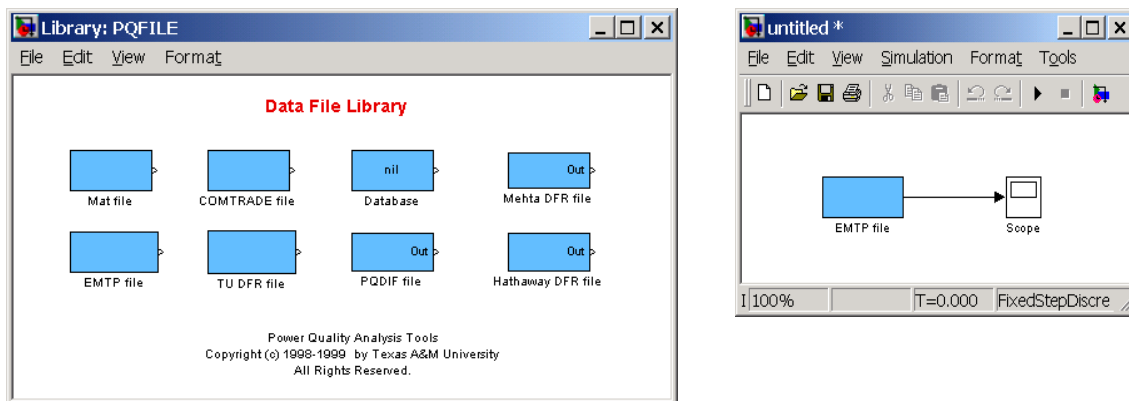 Library: PQFILE
File Edit View Format
Data File Library
nil
Out
Mat file
COMTRADE file
Database
Mehta DFR file
Out
Out
EMTP file
TU DFR file
PQDIF file
Hathaway DFR file
Power Quality Analysis Tools
Copyright (c) 1998-1999 by Texas A&M University
All Rights Reserved.
untitled *
File Edit View Simulation Format Tools
EMTP file
Scope
100%
T=0.000
FixedStepDiscre